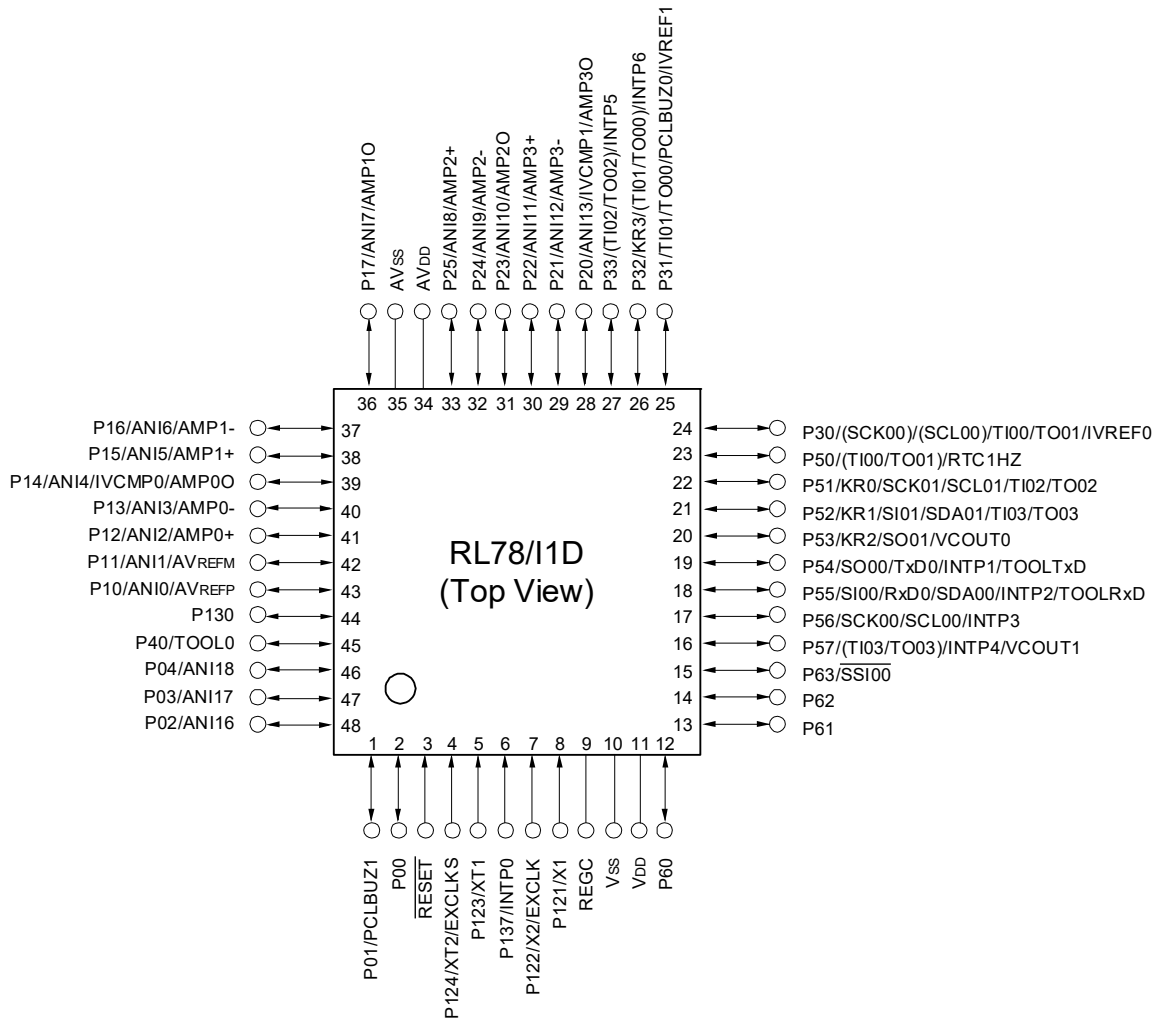 P17/ANI7/AMP1O
AVSS
AVDD
P25/ANI8/AMP2+
P24/ANI9/AMP2-
P23/ANI10/AMP2O
P22/ANI11/AMP3+
P21/ANI12/AMP3-
P20/ANI13/IVCMP1/AMP3O
P33/(TI02/TO02)/INTP5
P32/KR3/(TI01/TO00)/INTP6
P31/TI01/TO00/PCLBUZ0/IVREF1
36 35 34 33 32 31 30 29 28 27 26 25
P16/ANI6/AMP1- 37
P15/ANI5/AMP1+ 38
P14/ANI4/IVCMP0/AMP0O 39
P13/ANI3/AMP0- 40
P12/ANI2/AMP0+ 41
P11/ANI1/AVREFM 42
P10/ANI0/AVREFP 43
P130 44
P40/TOOL0 45
P04/ANI18 46
P03/ANI17 47
P02/ANI16 48
RL78/I1D
(Top View)
24 P30/(SCK00)/(SCL00)/TI00/TO01/IVREF0
23 P50/(TI00/TO01)/RTC1HZ
22 P51/KR0/SCK01/SCL01/TI02/TO02
21 P52/KR1/SI01/SDA01/TI03/TO03
20 P53/KR2/SO01/VCOUT0
19 P54/SO00/TxD0/INTP1/TOOLTxD
18 P55/SI00/RxD0/SDA00/INTP2/TOOLRxD
17 P56/SCK00/SCL00/INTP3
16 P57/(TI03/TO03)/INTP4/VCOUT1
15 P63/SSI00
14 P62
13 P61
1 2 3 4 5 6 7 8 9 10 11 12
P01/PCLBUZ1
P00
RESET
P124/XT2/EXCLKS
P123/XT1
P137/INTP0
P122/X2/EXCLK
P121/X1
REGC
VSS
VDD
P60